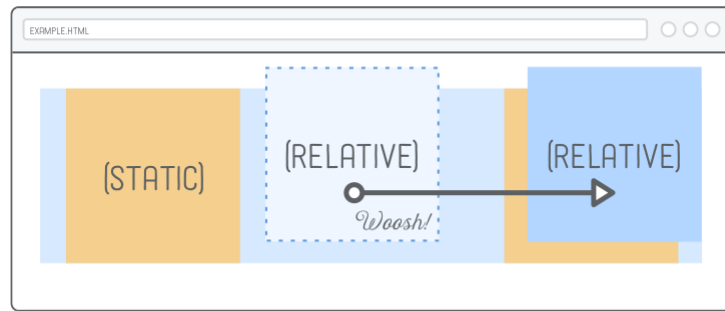 EXAMPLE.HTML
(STATIC)
(RELATIVE)
Woosh!
(RELATIVE)